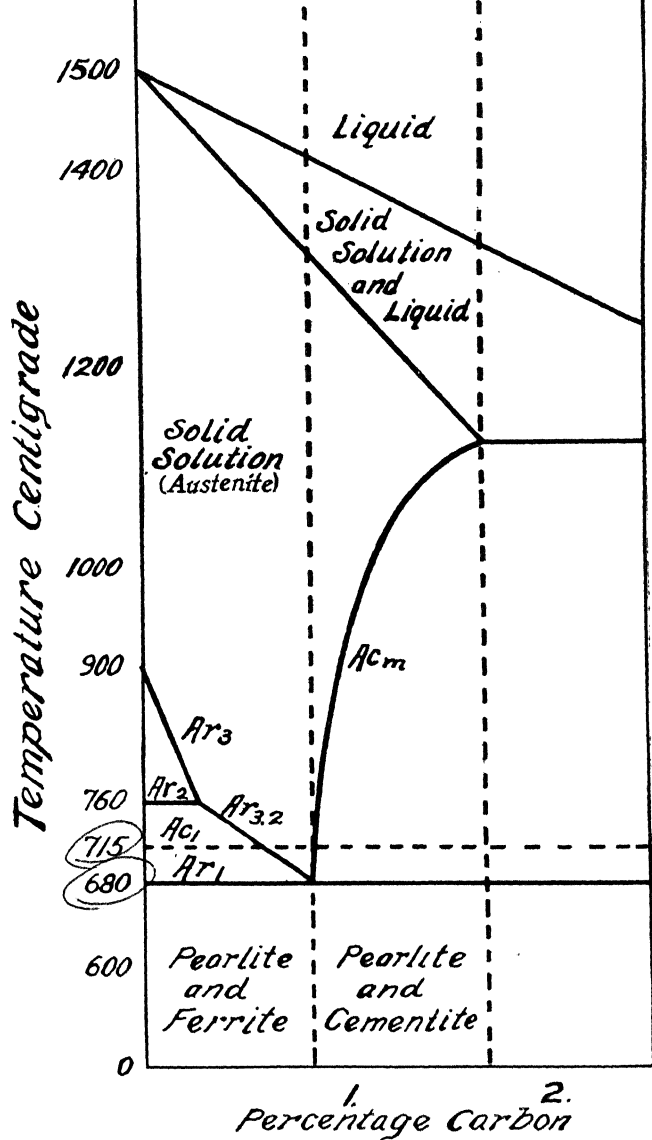 1500
Liquid
1400
Solid
Solution
and
Liquid
1200
Solid
Solution
(Austenite)
1000
Acm
900
Ar3
Ar2
Ar3.2
760
Ac1
715
Ar1
680
600
Pearlite
and
Ferrite
Pearlite
and
Cementite
0
1. 2.
Percentage Carbon
Temperature Centigrade